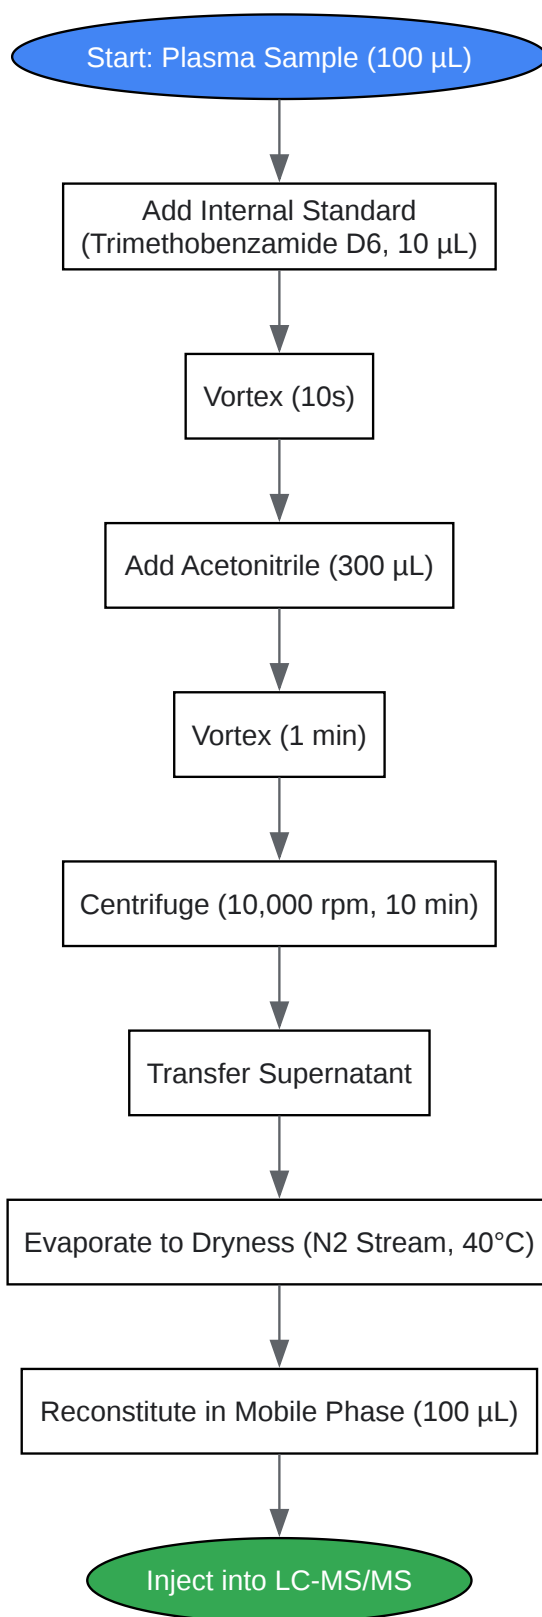 Start: Plasma Sample (100 µL)
Add Internal Standard
(Trimethobenzamide D6, 10 µL)
Vortex (10s)
Add Acetonitrile (300 µL)
Vortex (1 min)
Centrifuge (10,000 rpm, 10 min)
Transfer Supernatant
Evaporate to Dryness (N2 Stream, 40°C)
Reconstitute in Mobile Phase (100 µL)
Inject into LC-MS/MS